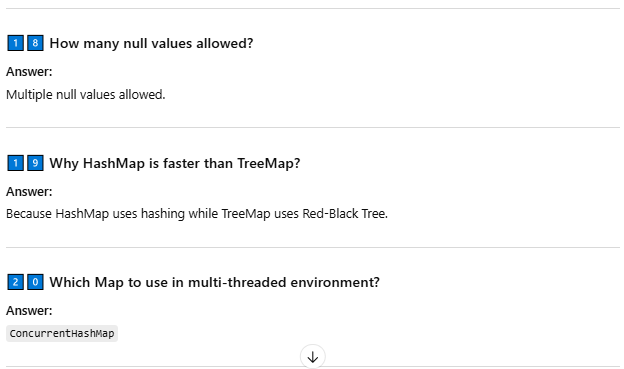 1 8 How many null values allowed?
Answer:
Multiple null values allowed.
1 9 Why HashMap is faster than TreeMap?
Answer:
Because HashMap uses hashing while TreeMap uses Red-Black Tree.
2 0 Which Map to use in multi-threaded environment?
Answer:
ConcurrentHashMap